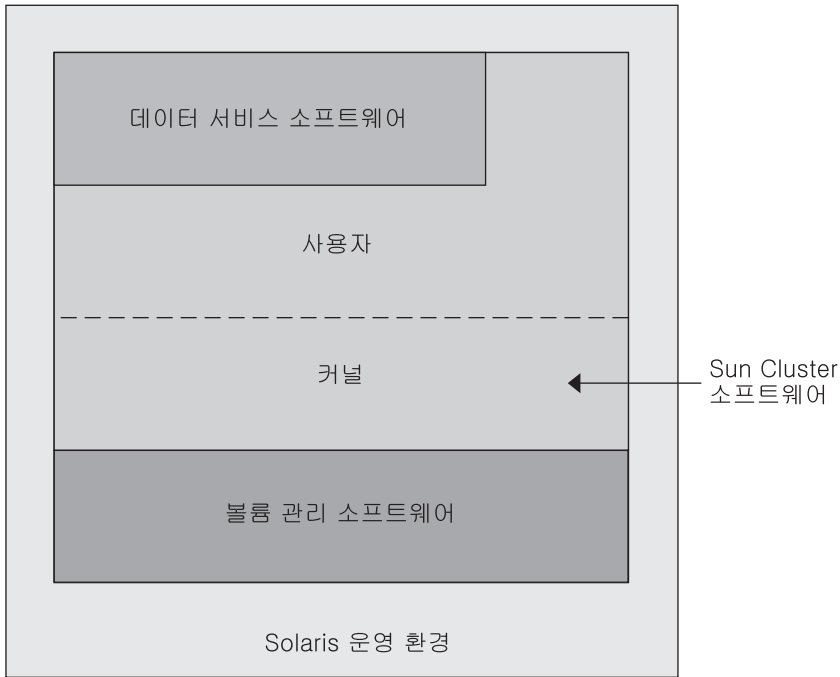 데이터 서비스 소프트웨어
사용자
커널
Sun Cluster
소프트웨어
볼륨 관리 소프트웨어
Solaris 운영 환경